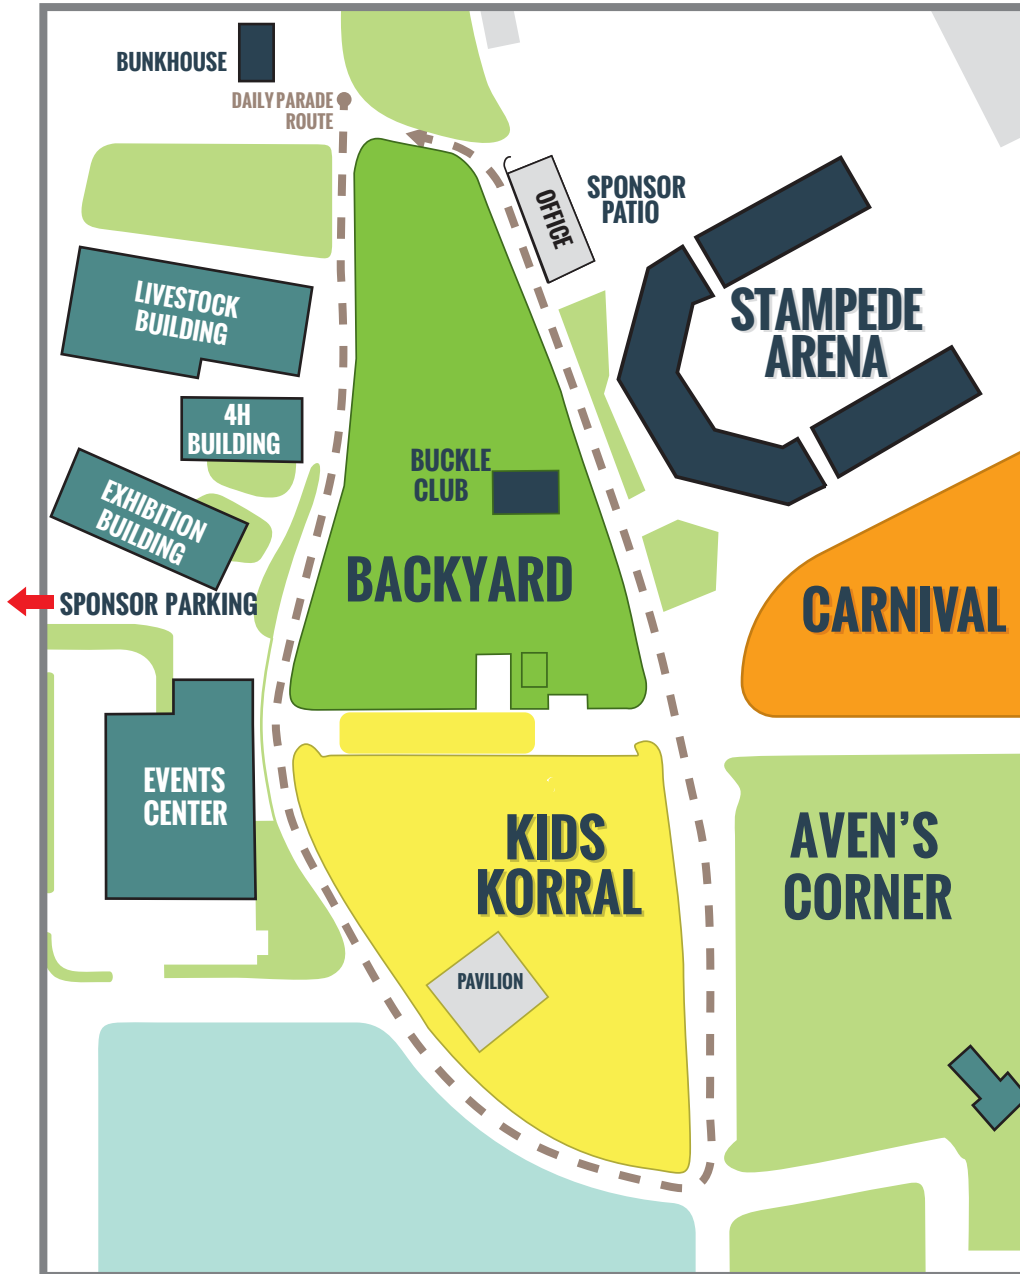 BUNKHOUSE
DAILY PARADE
ROUTE
OFFICE
SPONSOR
PATIO
LIVESTOCK
BUILDING
STAMPEDE
ARENA
4H
BUILDING
BUCKLE
CLUB
EXHIBITION
BUILDING
BACKYARD
SPONSOR PARKING
CARNIVAL
EVENTS
CENTER
KIDS
KORRAL
AVEN'S
CORNER
PAVILION